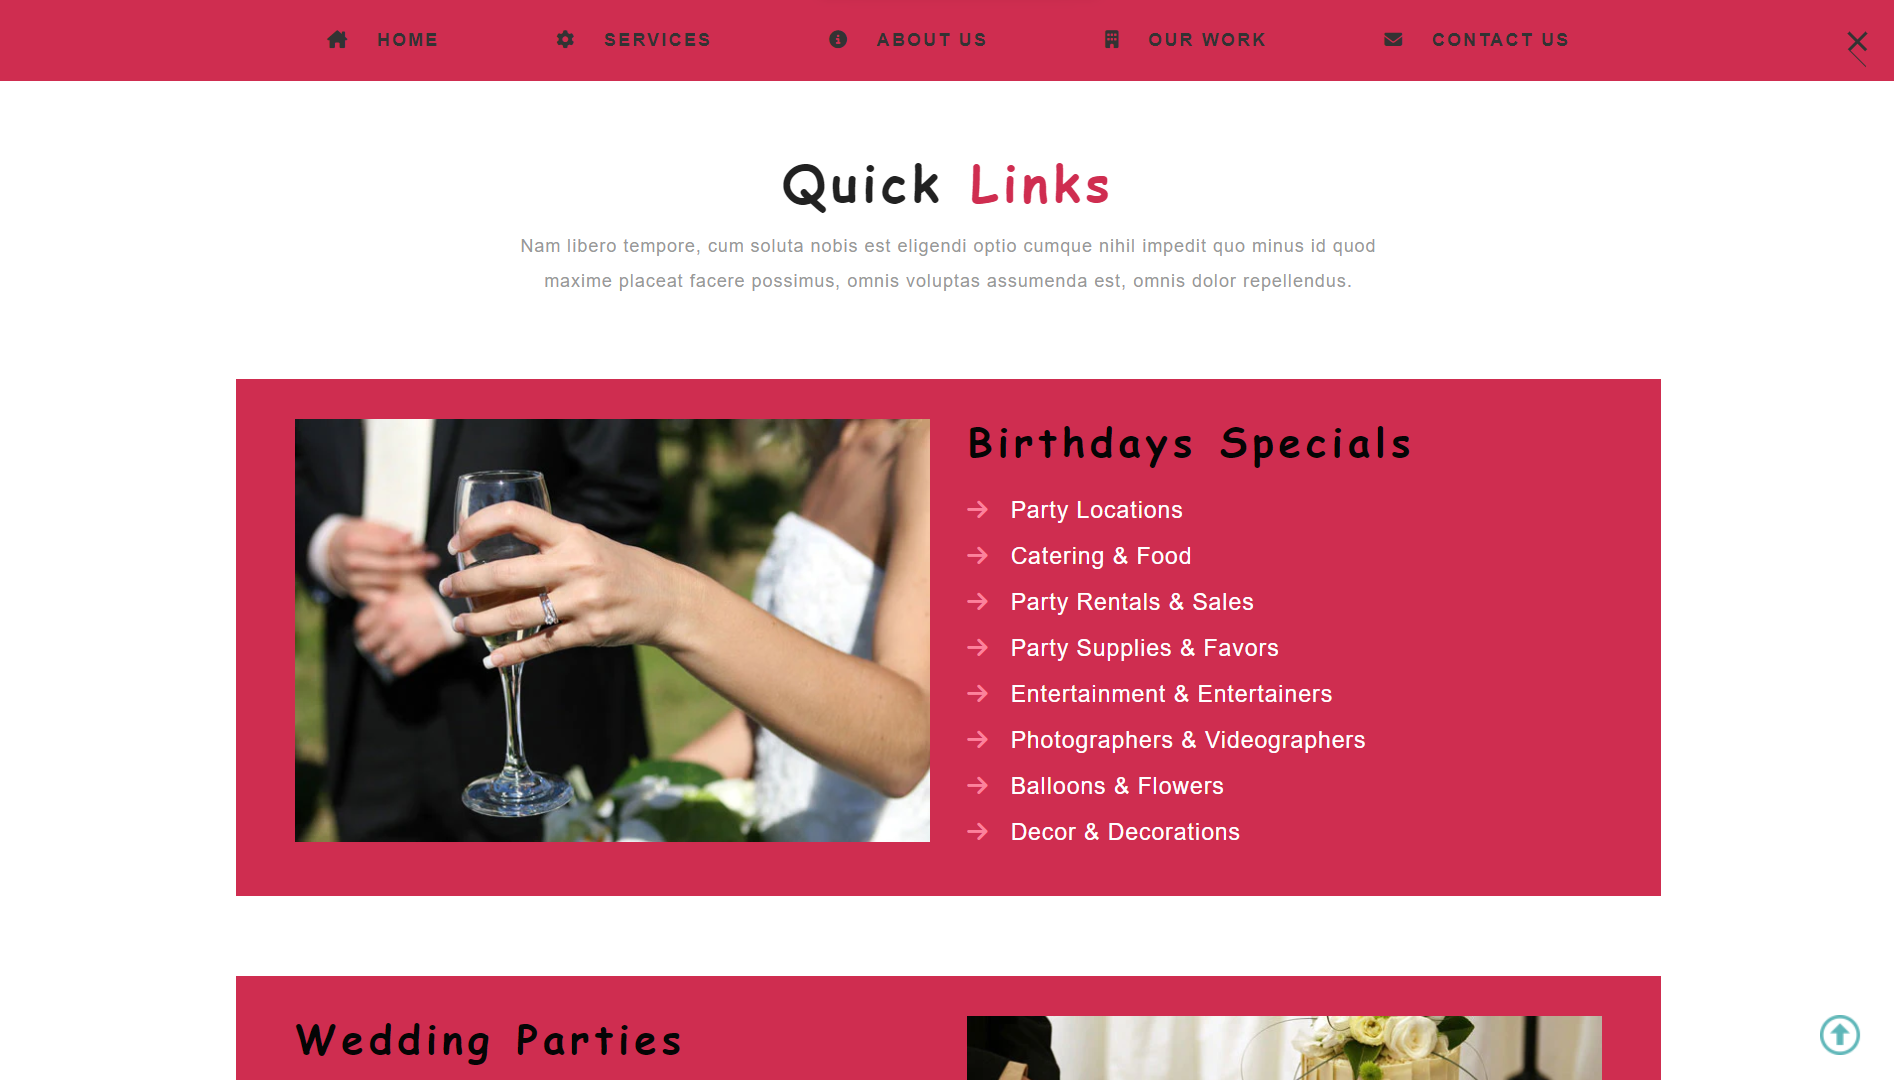 HOME SERVICES ABOUT US OUR WORK CONTACT US
Quick Links
Nam libero tempore, cum soluta nobis est eligendi optio cumque nihil impedit quo minus id quod
maxime placeat facere possimus, omnis voluptas assumenda est, omnis dolor repellendus.
Birthdays Specials
Party Locations
Catering & Food
Party Rentals & Sales
Party Supplies & Favors
Entertainment & Entertainers
Photographers & Videographers
Balloons & Flowers
Decor & Decorations
Wedding Parties